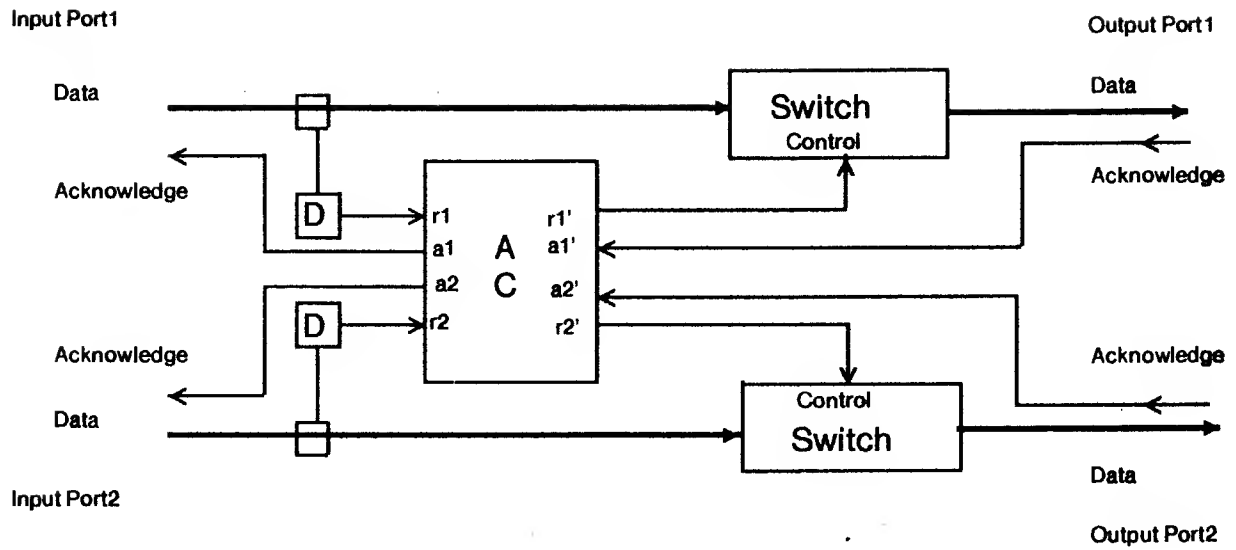 Input Port1
Output Port1
Data
Data
Switch
Control
Acknowledge
Acknowledge
D
r1
r1'
a1
A
a1'
a2
C
a2'
D
r2
r2'
Acknowledge
Acknowledge
Control
Data
Switch
Data
Input Port2
Output Port2